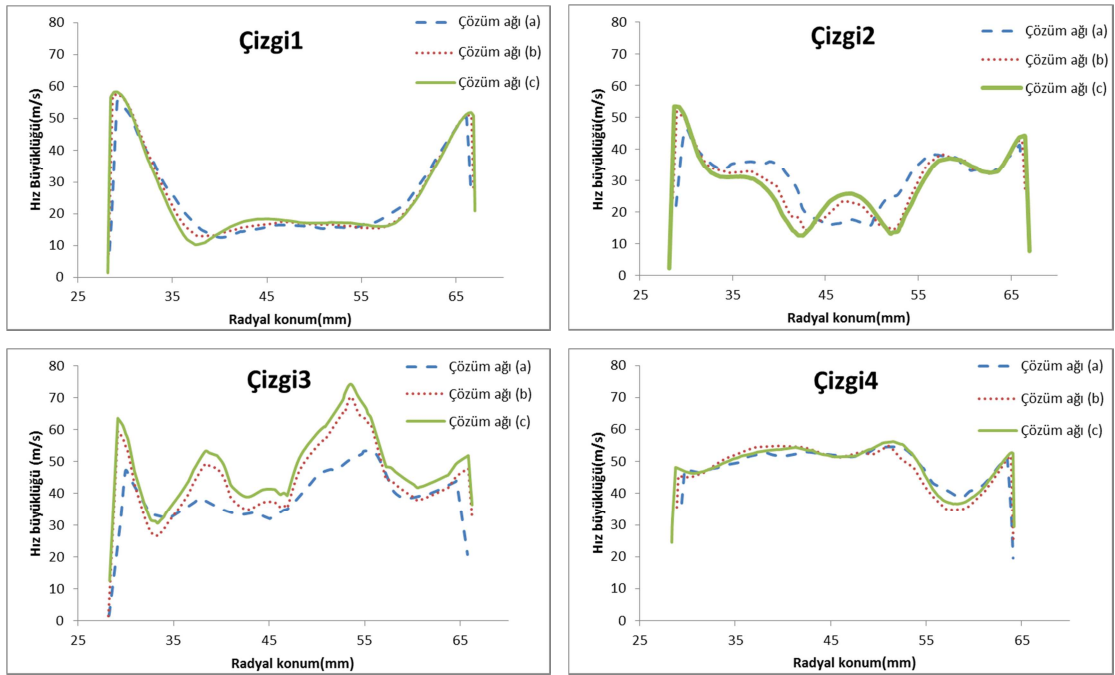 Çizgi1
Çözüm ağı (a)
Çözüm ağı (b)
Çözüm ağı (c)
Hız Büyüklüğü(m/s)
80
70
60
50
40
30
20
10
0
25 35 45 55 65
Radyal konum(mm)
Çizgi2
Çözüm ağı (a)
Çözüm ağı (b)
Çözüm ağı (c)
Hız büyüklüğü(m/s)
80
70
60
50
40
30
20
10
0
25 35 45 55 65
Radyal konum(mm)
Çizgi3
Çözüm ağı (a)
Çözüm ağı (b)
Çözüm ağı (c)
Hız büyüklüğü (m/s)
80
70
60
50
40
30
20
10
0
25 35 45 55 65
Radyal konum(mm)
Çizgi4
Çözüm ağı (a)
Çözüm ağı (b)
Çözüm ağı (c)
Hız büyüklüğü(m/s)
80
70
60
50
40
30
20
10
0
25 35 45 55 65
Radyal konum(mm)